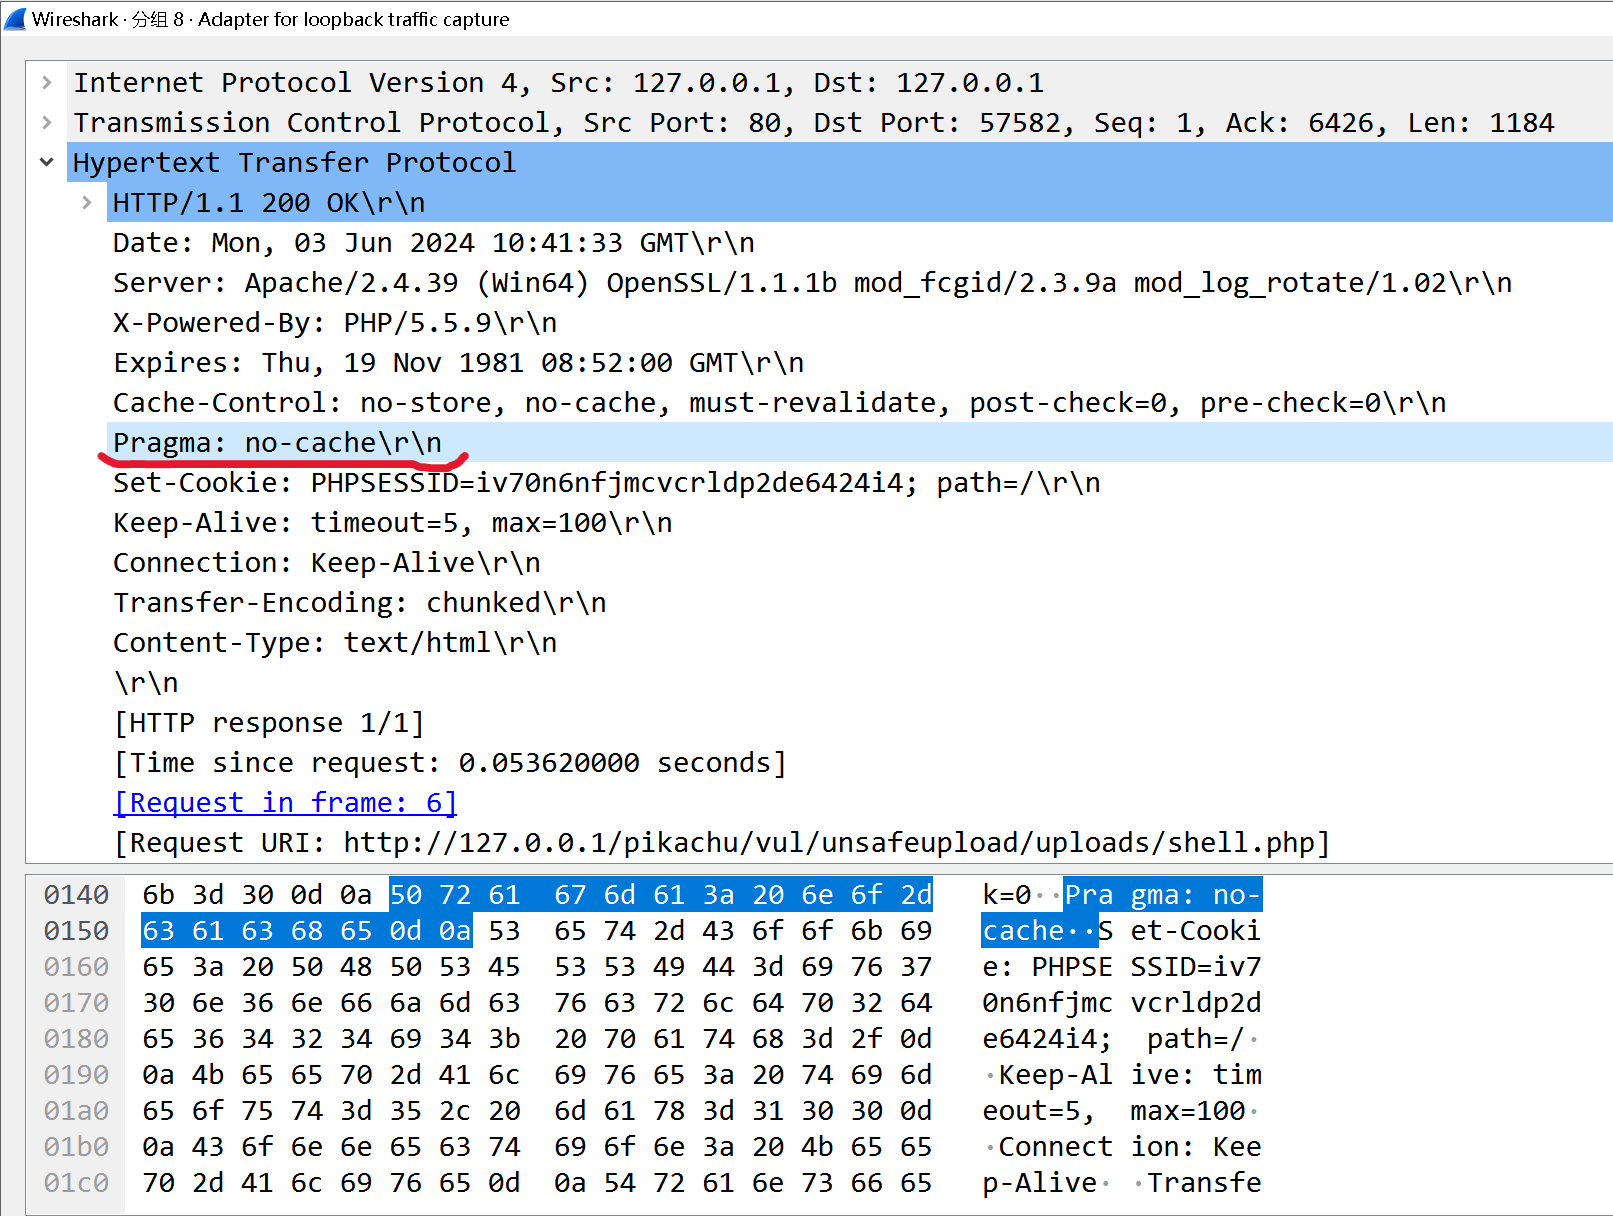 Wireshark · 分组 8 · Adapter for loopback traffic capture
Internet Protocol Version 4, Src: 127.0.0.1, Dst: 127.0.0.1
Transmission Control Protocol, Src Port: 80, Dst Port: 57582, Seq: 1, Ack: 6426, Len: 1184
Hypertext Transfer Protocol
HTTP/1.1 200 OK\r\n
Date: Mon, 03 Jun 2024 10:41:33 GMT\r\n
Server: Apache/2.4.39 (Win64) OpenSSL/1.1.1b mod_fcgid/2.3.9a mod_log_rotate/1.02\r\n
X-Powered-By: PHP/5.5.9\r\n
Expires: Thu, 19 Nov 1981 08:52:00 GMT\r\n
Cache-Control: no-store, no-cache, must-revalidate, post-check=0, pre-check=0\r\n
Pragma: no-cache\r\n
Set-Cookie: PHPSESSID=iv70n6nfjmcvcrldp2de6424i4; path=/\r\n
Keep-Alive: timeout=5, max=100\r\n
Connection: Keep-Alive\r\n
Transfer-Encoding: chunked\r\n
Content-Type: text/html\r\n
\r\n
[HTTP response 1/1]
[Time since request: 0.053620000 seconds]
[Request in frame: 6]
[Request URI: http://127.0.0.1/pikachu/vul/unsafeupload/uploads/shell.php]
0140 6b 3d 30 0d 0a 50 72 61 67 6d 61 3a 20 6e 6f 2d k=0··Pra gma: no-
0150 63 61 63 68 65 0d 0a 53 65 74 2d 43 6f 6f 6b 69 cache··S et-Cooki
0160 65 3a 20 50 48 50 53 45 53 53 49 44 3d 69 76 37 e: PHPSE SSID=iv7
0170 30 6e 36 6e 66 6a 6d 63 76 63 72 6c 64 70 32 64 0n6nfjmc vcrldp2d
0180 65 36 34 32 34 69 34 3b 20 70 61 74 68 3d 2f 0d e6424i4; path=/·
0190 0a 4b 65 65 70 2d 41 6c 69 76 65 3a 20 74 69 6d ·Keep-Al ive: tim
01a0 65 6f 75 74 3d 35 2c 20 6d 61 78 3d 31 30 30 0d eout=5, max=100·
01b0 0a 43 6f 6e 6e 65 63 74 69 6f 6e 3a 20 4b 65 65 ·Connect ion: Kee
01c0 70 2d 41 6c 69 76 65 0d 0a 54 72 61 6e 73 66 65 p-Alive· ·Transfe